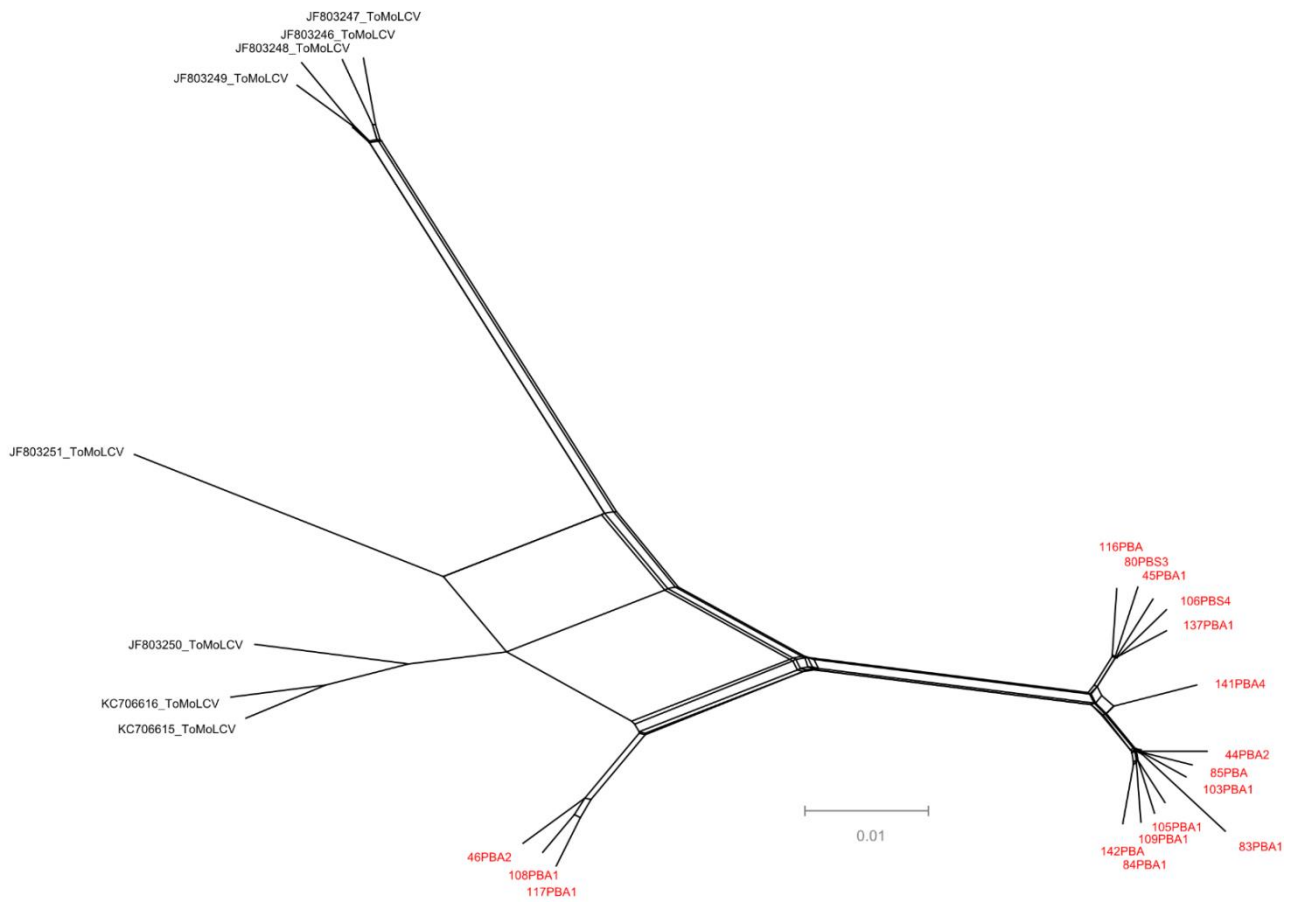 JF803247_ToMoLCV
JF803246_ToMoLCV
JF803248_ToMoLCV
JF803249_ToMoLCV
JF803251_ToMoLCV
116PBA
80PBS3
45PBA1
106PBS4
137PBA1
JF803250_ToMoLCV
141PBA4
KC706616_ToMoLCV
KC706615_ToMoLCV
44PBA2
85PBA
103PBA1
105PBA1
0.01
109PBA1
83PBA1
142PBA
46PBA2
84PBA1
108PBA1
117PBA1